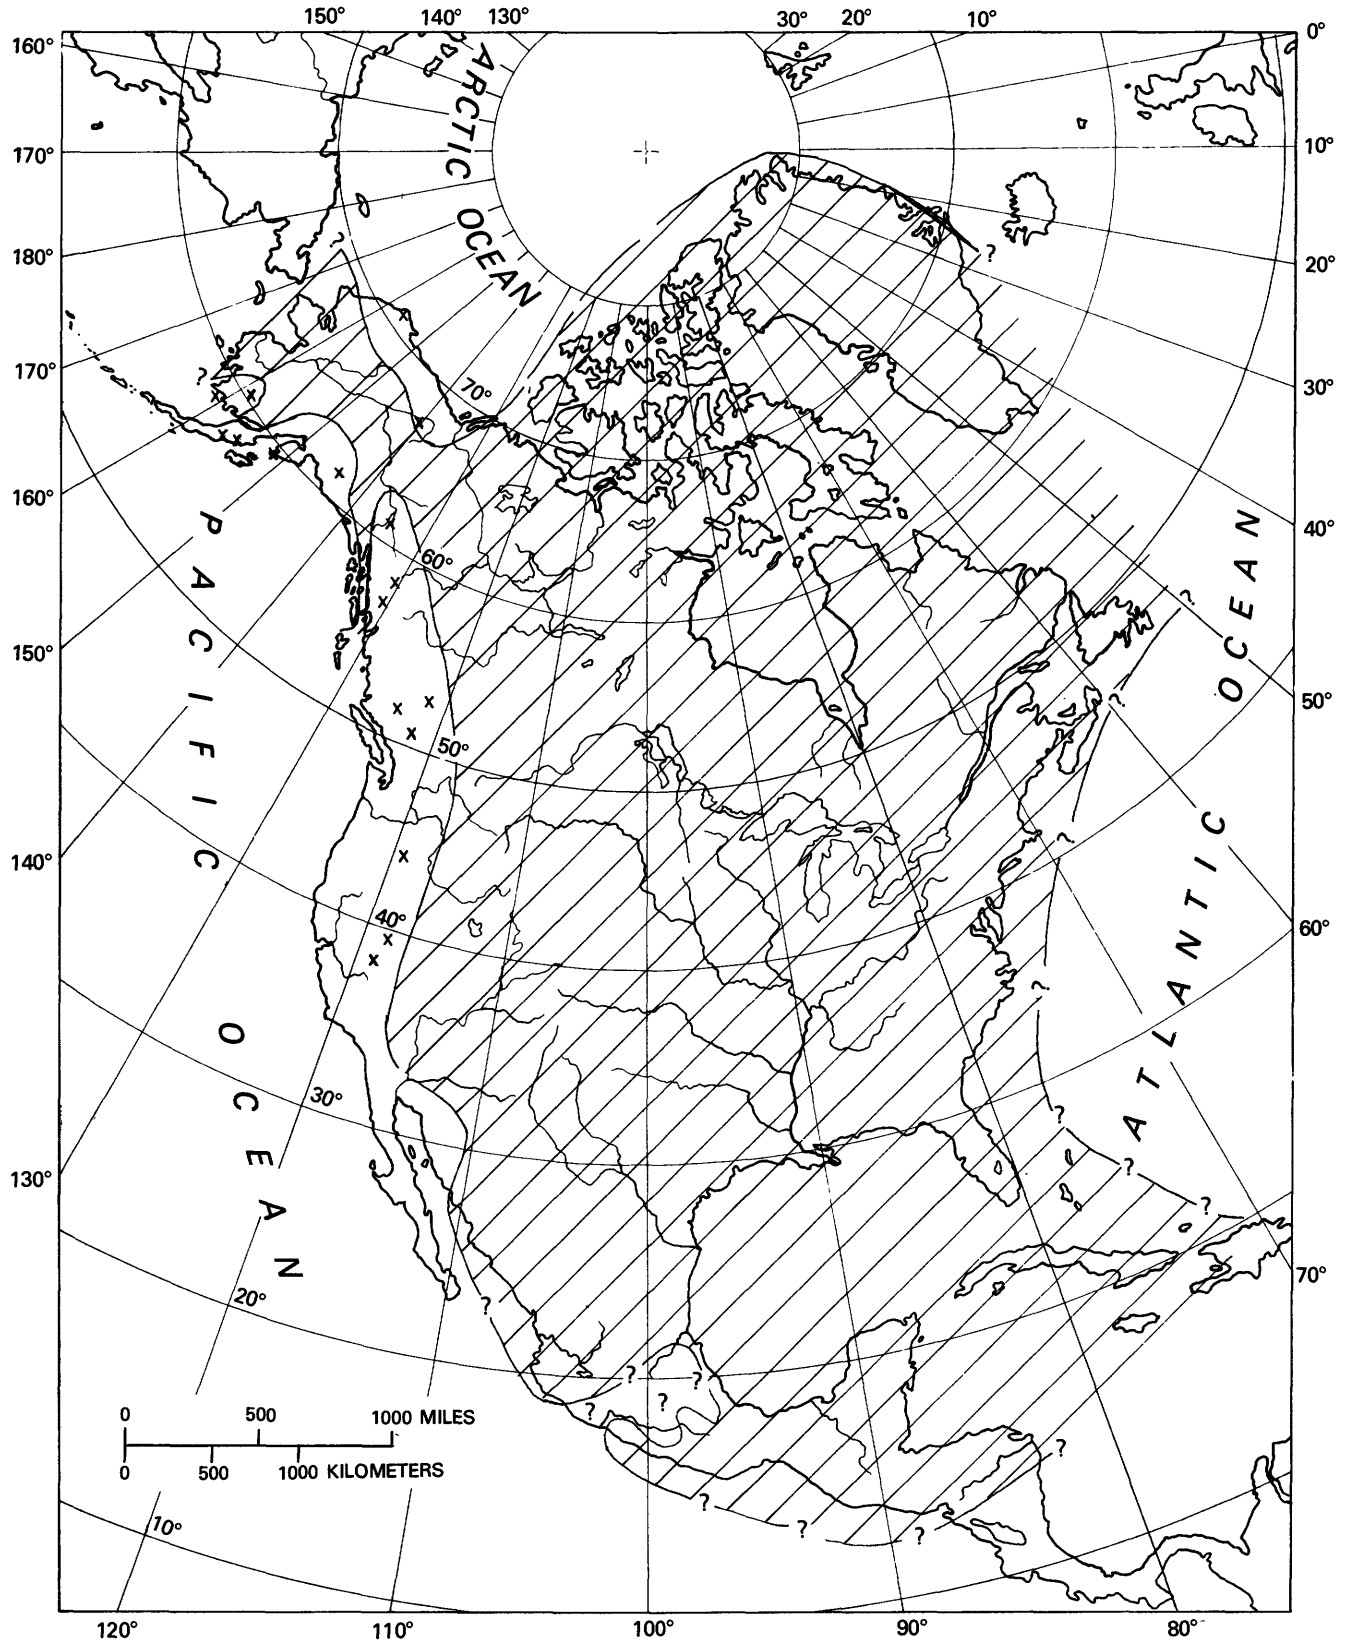 150° 140° 130° 30° 20° 10°
160° 0°
ARCTIC OCEAN
170° 10°
180° 20°
?
?
170° ? 70° 30°
160° 40°
PACIFIC OCEAN
60°
ATLANTIC OCEAN
?
150° 50°
?
50°
140° ?
40° 60°
?
30° ?
130° ?
?
20° ? 70°
? ?
0 500 1000 MILES ? ?
0 500 1000 KILOMETERS ?
10° ? ? ?
120° 110° 100° 90° 80°
x x x x x x x x x x x x x x x x x x x